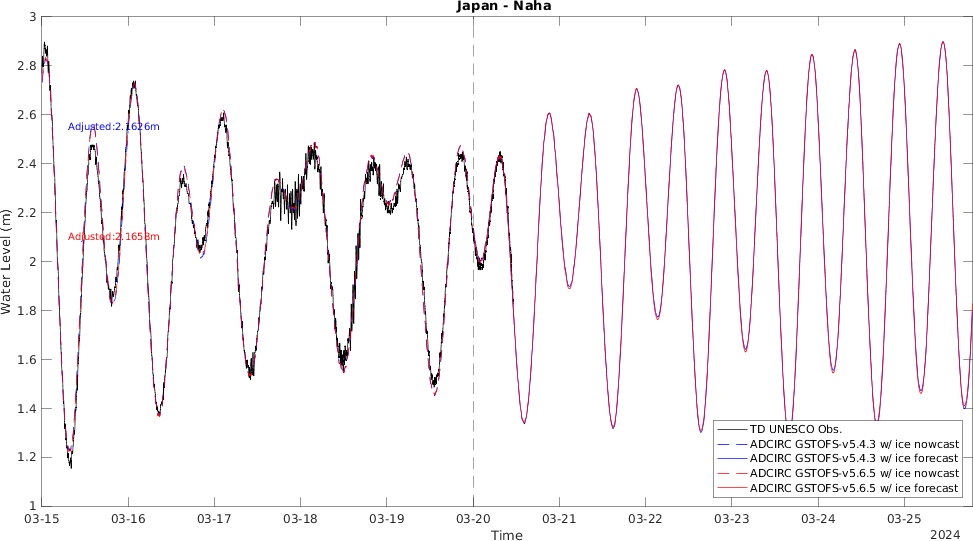 Japan - Naha
3
2.8
2.6
2.4
2.2
2
1.8
1.6
1.4
1.2
1
Water Level (m)
Adjusted:2.1626m
Adjusted:2.1653m
TD UNESCO Obs.
ADCIRC GSTOFS-v5.4.3 w/ ice nowcast
ADCIRC GSTOFS-v5.4.3 w/ ice forecast
ADCIRC GSTOFS-v5.6.5 w/ ice nowcast
ADCIRC GSTOFS-v5.6.5 w/ ice forecast
03-15 03-16 03-17 03-18 03-19 03-20 03-21 03-22 03-23 03-24 03-25
Time
2024